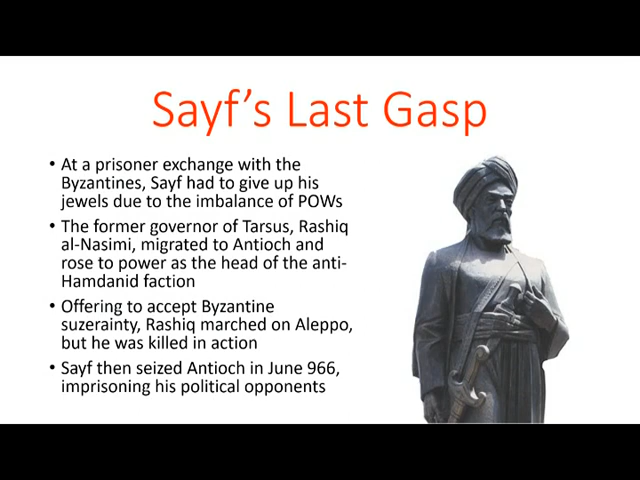 Sayf’s Last Gasp
• At a prisoner exchange with the
Byzantines, Sayf had to give up his
jewels due to the imbalance of POWs
• The former governor of Tarsus, Rashiq
al-Nasimi, migrated to Antioch and
rose to power as the head of the anti-
Hamdanid faction
• Offering to accept Byzantine
suzerainty, Rashiq marched on Aleppo,
but he was killed in action
• Sayf then seized Antioch in June 966,
imprisoning his political opponents